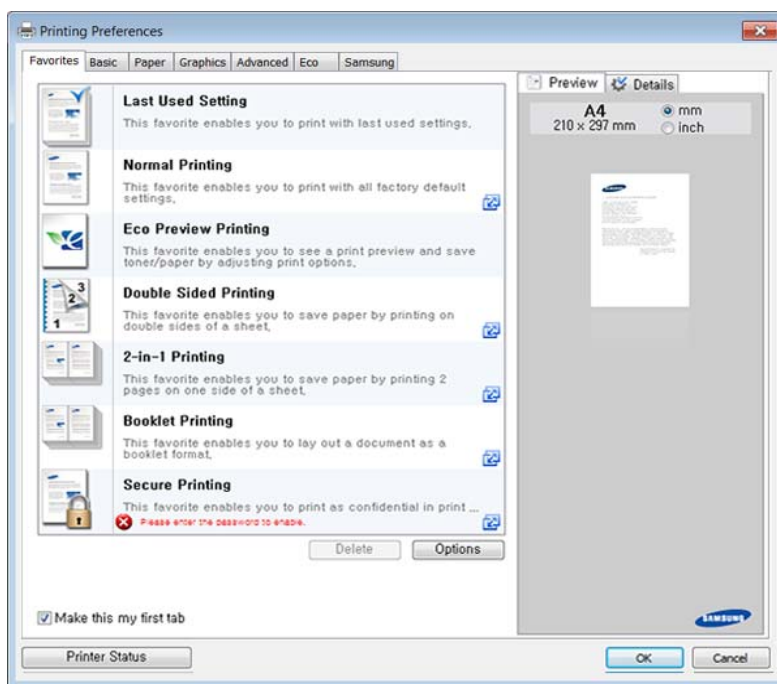 Printing Preferences
Favorites Basic Paper Graphics Advanced Eco Samsung
Last Used Setting
This favorite enables you to print with last used settings.
Normal Printing
This favorite enables you to print with all factory default
settings.
Eco Preview Printing
This favorite enables you to see a print preview and save
toner/paper by adjusting print options.
3
2
1
Double Sided Printing
This favorite enables you to save paper by printing on
double sides of a sheet.
2-in-1 Printing
This favorite enables you to save paper by printing 2
pages on one side of a sheet.
Booklet Printing
This favorite enables you to lay out a document as a
booklet format.
Secure Printing
This favorite enables you to print as confidential in print ...
Please enter the password to enable.
Delete Options
Make this my first tab
Printer Status
Preview Details
A4
210 x 297 mm
mm
inch
SAMSUNG
SAMSUNG
OK Cancel